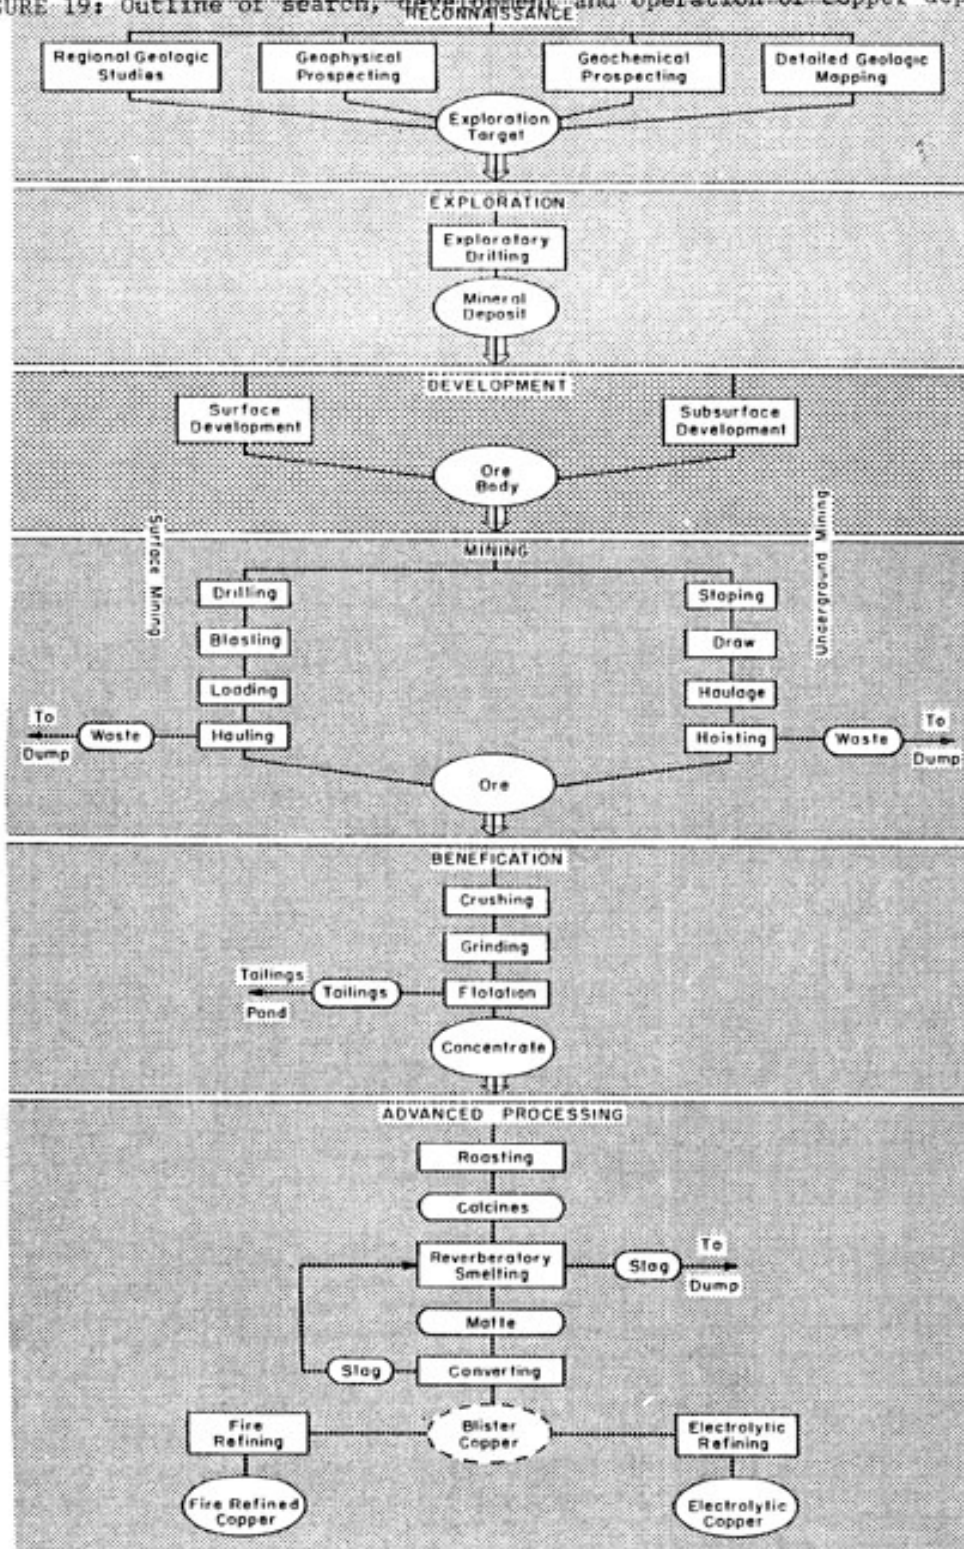 URE 19: Outline of search, development and operation of copper dep
RECONNAISSANCE
Regional Geologic
Studies
Geophysical
Prospecting
Geochemical
Prospecting
Detailed Geologic
Mapping
Exploration
Target
EXPLORATION
Exploratory
Drilling
Mineral
Deposit
DEVELOPMENT
Surface
Development
Subsurface
Development
Ore
Body
Surface Mining
Underground Mining
MINING
Drilling
Stoping
Blasting
Draw
Loading
Haulage
To
Dump
Waste
Hauling
Hoisting
Waste
To
Dump
Ore
BENEFICATION
Crushing
Grinding
Tailings
Pond
Tailings
Flotation
Concentrate
ADVANCED PROCESSING
Roasting
Calcines
Reverberatory
Smelting
Slag
To
Dump
Matte
Slag
Converting
Fire
Refining
Blister
Copper
Electrolytic
Refining
Fire Refined
Copper
Electrolytic
Copper